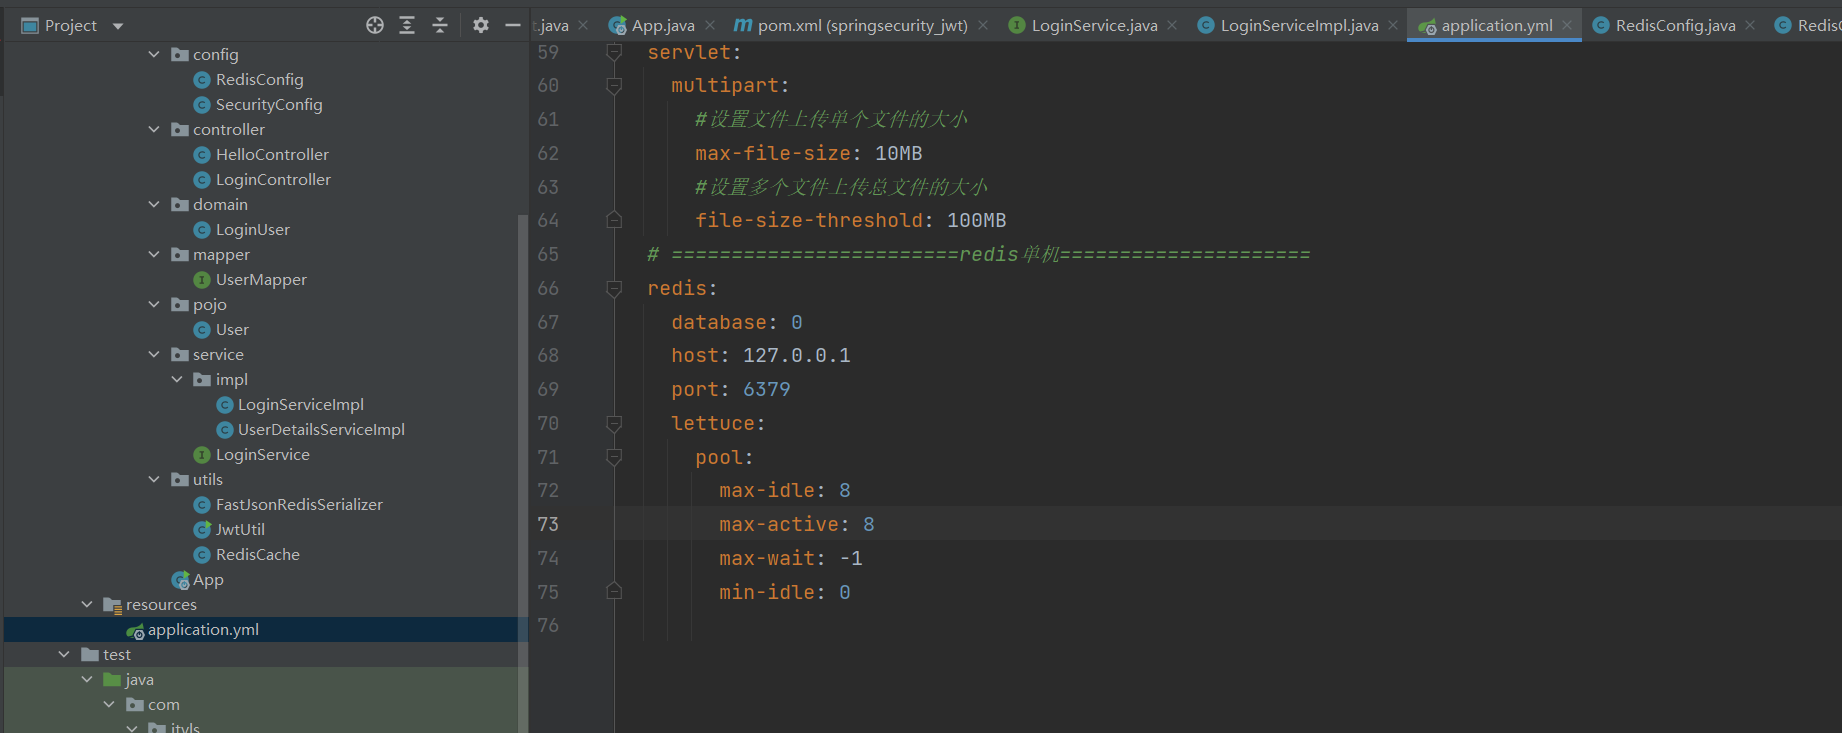 Project
config
RedisConfig
SecurityConfig
controller
HelloController
LoginController
domain
LoginUser
mapper
UserMapper
pojo
User
service
impl
LoginServiceImpl
UserDetailsServiceImpl
LoginService
utils
FastJsonRedisSerializer
JwtUtil
RedisCache
App
resources
application.yml
test
java
com
t.java App.java pom.xml (springsecurity_jwt) LoginService.java LoginServiceImpl.java application.yml RedisConfig.java
59 servlet:
60 multipart:
61 #设置文件上传单个文件的大小
62 max-file-size: 10MB
63 #设置多个文件上传总文件的大小
64 file-size-threshold: 100MB
65 # ========================redis单机=====================
66 redis:
67 database: 0
68 host: 127.0.0.1
69 port: 6379
70 lettuce:
71 pool:
72 max-idle: 8
73 max-active: 8
74 max-wait: -1
75 min-idle: 0
76